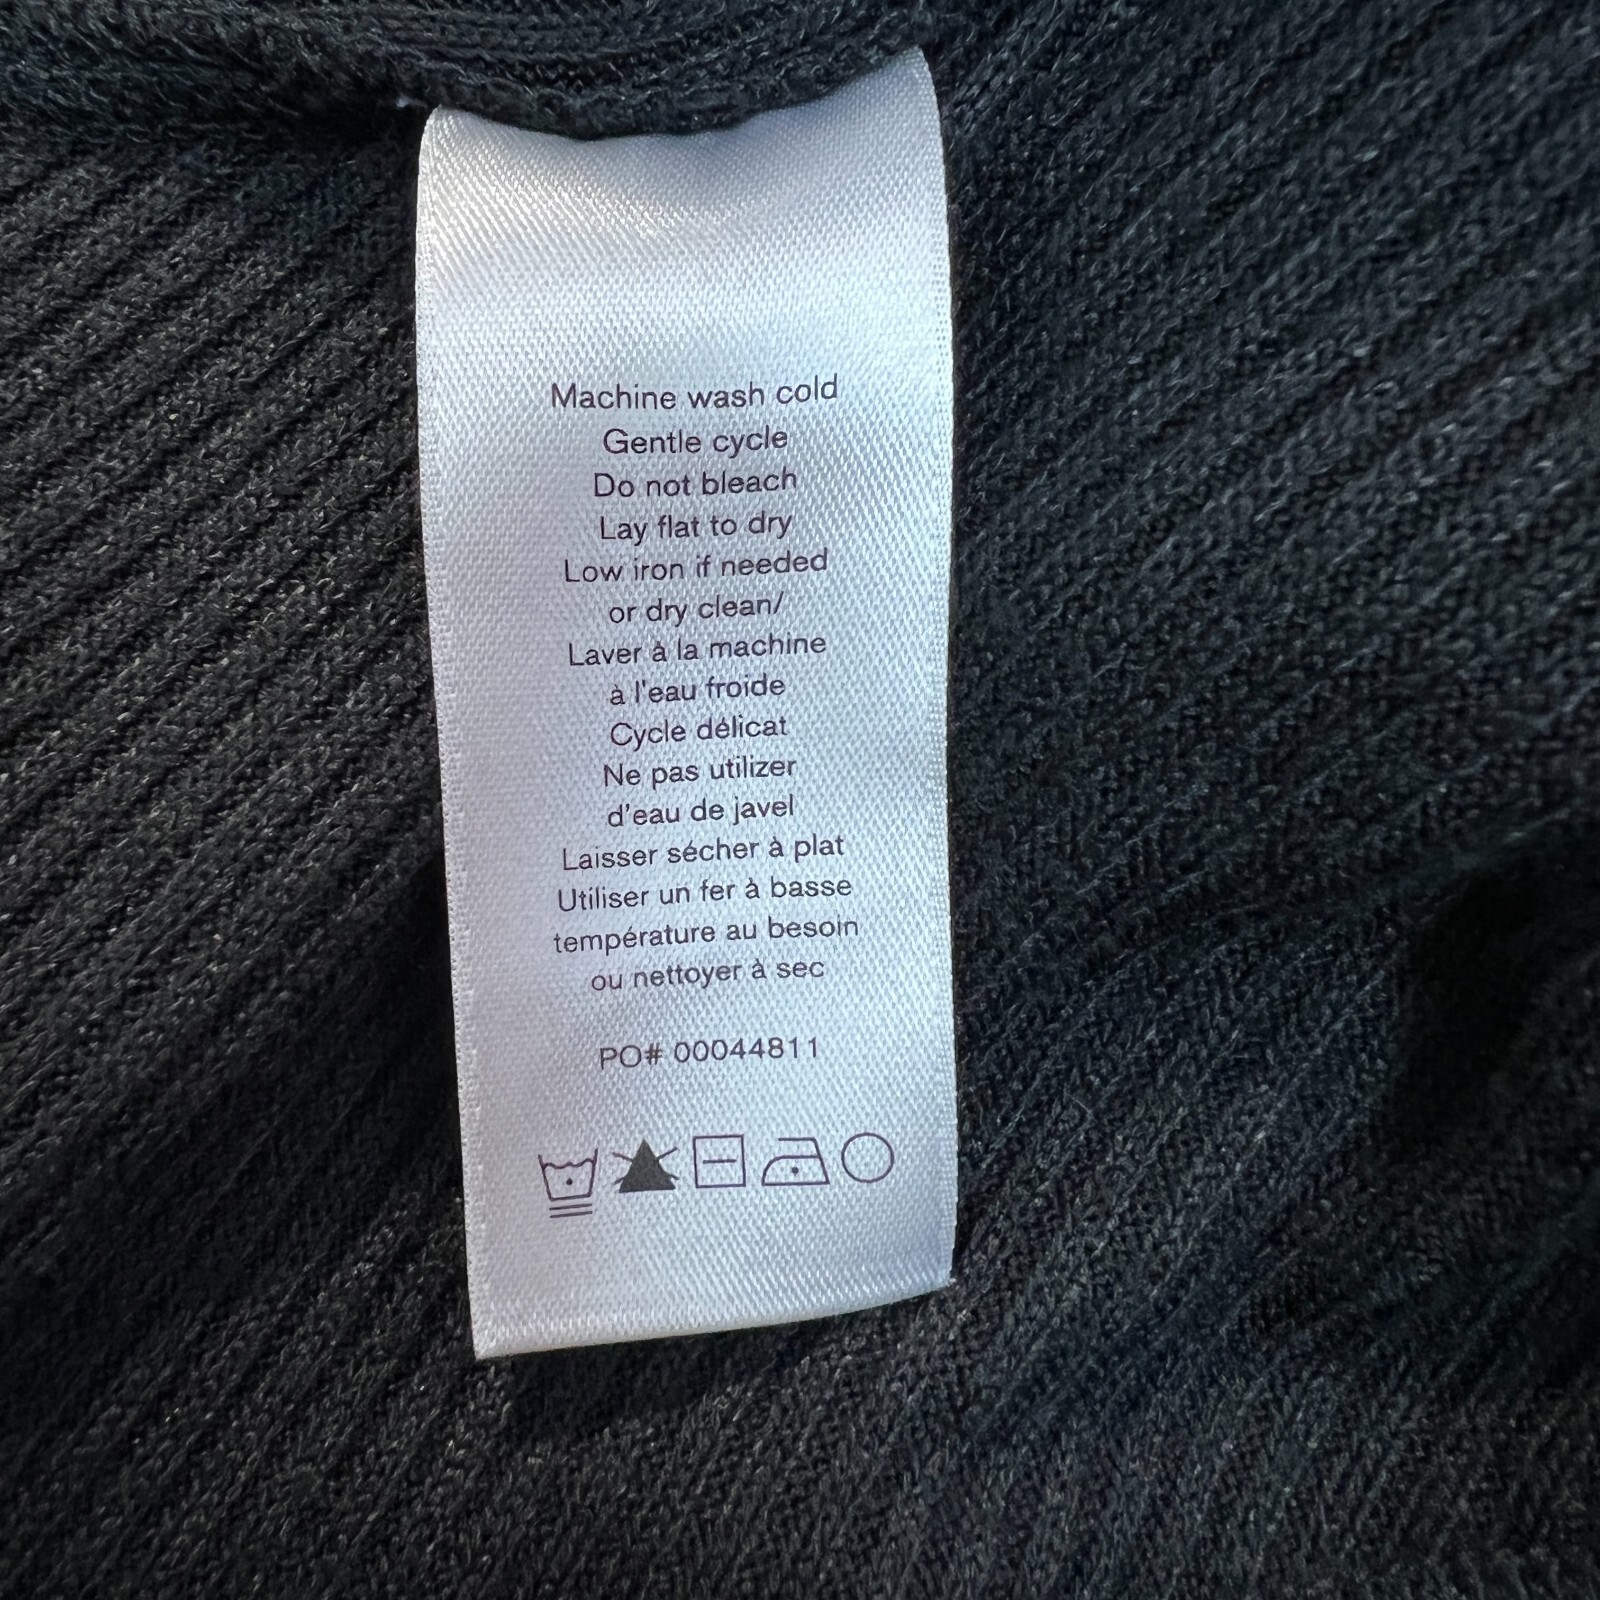 Machine wash cold
Gentle cycle
Do not bleach
Lay flat to dry
Low iron if needed
or dry clean/
Laver à la machine
à l'eau froide
Cycle délicat
Ne pas utilizer
d'eau de javel
Laisser sécher à plat
Utiliser un fer à basse
température au besoin
ou nettoyer à sec
PO# 00044811